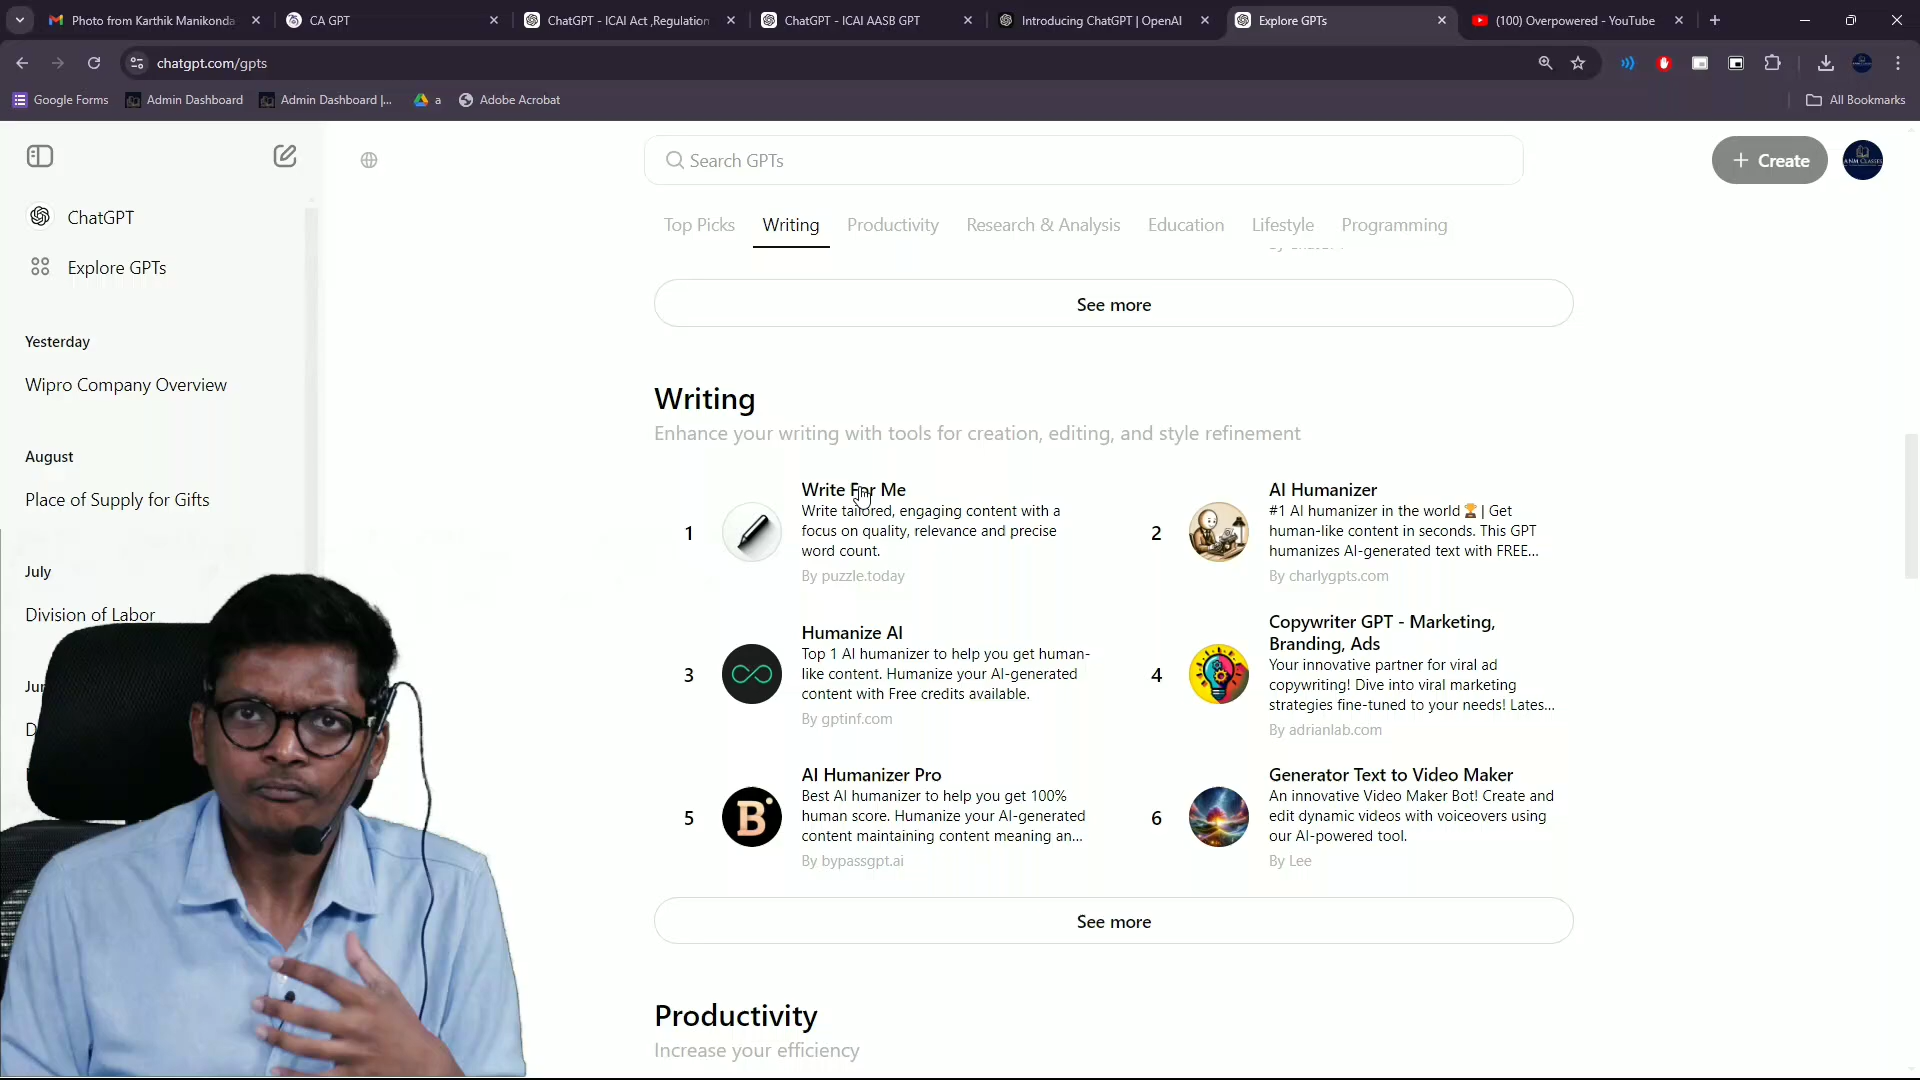 Photo from Karthik Manikonda
CA GPT
ChatGPT - ICAI Act ,Regulation
ChatGPT - ICAI AASB GPT
Introducing ChatGPT | OpenAI
Explore GPTs
(100) Overpowered - YouTube
chatgpt.com/gpts
Google Forms
Admin Dashboard
Admin Dashboard |...
a
Adobe Acrobat
All Bookmarks
Search GPTs
Create
ANM CLASSES
ChatGPT
Explore GPTs
Yesterday
Wipro Company Overview
August
Place of Supply for Gifts
July
Division of Labor
Top Picks
Writing
Productivity
Research & Analysis
Education
Lifestyle
Programming
See more
Writing
Enhance your writing with tools for creation, editing, and style refinement
1
Write For Me
Write tailored, engaging content with a
focus on quality, relevance and precise
word count.
By puzzle.today
2
AI Humanizer
#1 AI humanizer in the world🏆| Get
human-like content in seconds. This GPT
humanizes AI-generated text with FREE...
By charlygpts.com
3
Humanize AI
Top 1 AI humanizer to help you get human-
like content. Humanize your AI-generated
content with Free credits available.
By gptinf.com
4
Copywriter GPT - Marketing,
Branding, Ads
Your innovative partner for viral ad
copywriting! Dive into viral marketing
strategies fine-tuned to your needs! Lates...
By adrianlab.com
5
B
AI Humanizer Pro
Best AI humanizer to help you get 100%
human score. Humanize your AI-generated
content maintaining content meaning an...
By bypassgpt.ai
6
Generator Text to Video Maker
An innovative Video Maker Bot! Create and
edit dynamic videos with voiceovers using
our AI-powered tool.
By Lee
See more
Productivity
Increase your efficiency